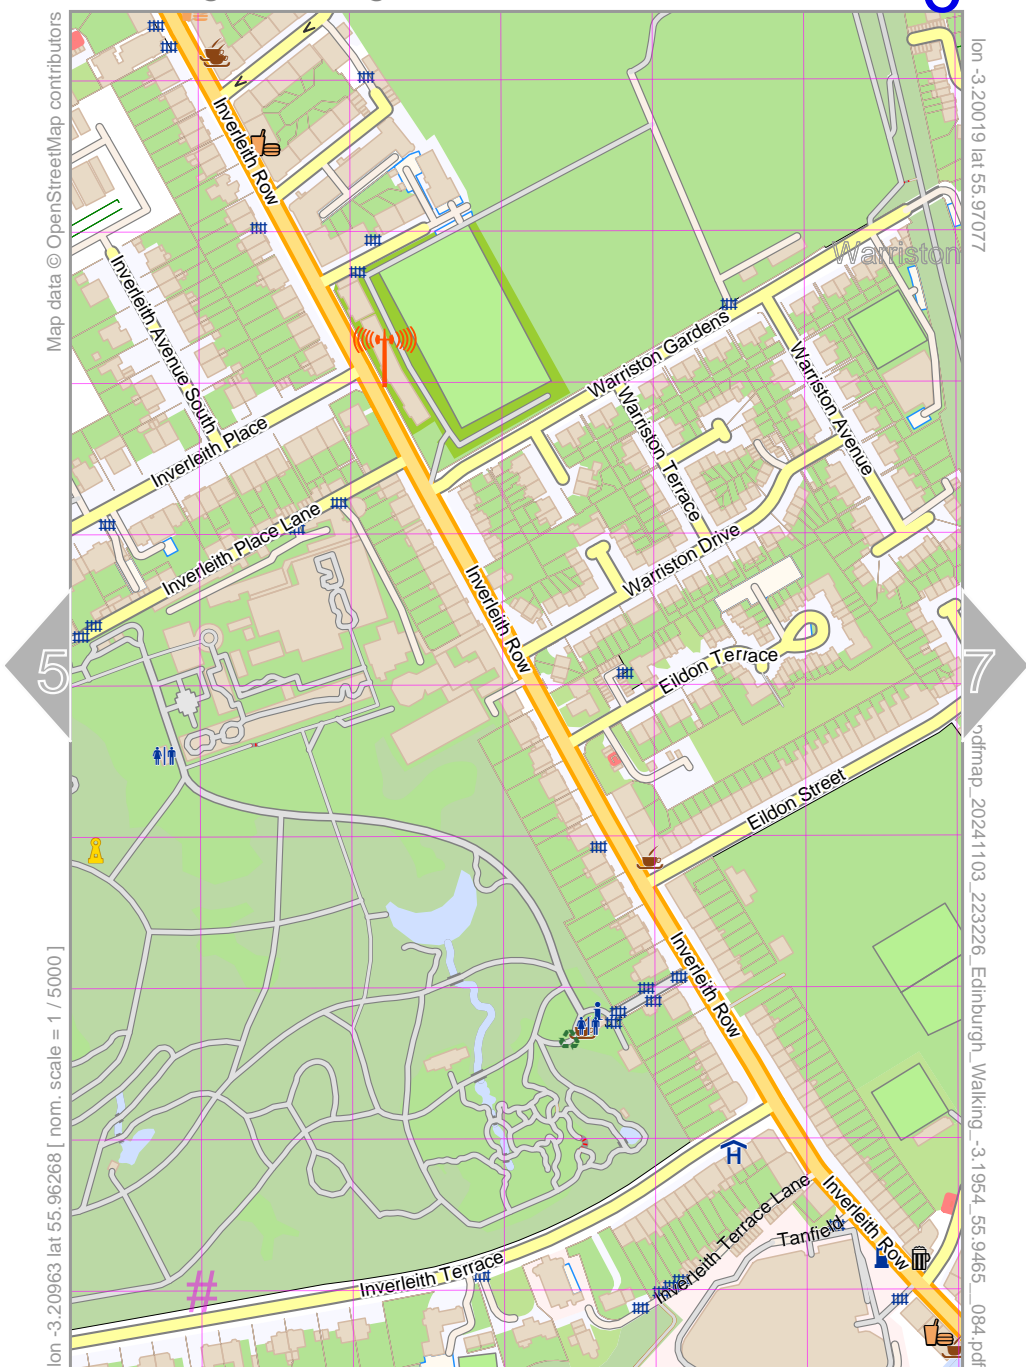 Map data © OpenStreetMap contributors
lon -3.20019 lat 55.97077
Inverleith Row
Warriston
Inverleith Avenue South
Warriston Gardens
Warriston Avenue
Warriston Terrace
Inverleith Place
Inverleith Place Lane
Warriston Drive
Inverleith Row
Eildon Terrace
5
7
Eildon Street
pdfmap_20241103_223226_Edinburgh_Walking_-3.1954_55.9465__084.pdf
Inverleith Row
lon -3.20963 lat 55.96268 [ nom. scale = 1 / 5000 ]
H
Inverleith Terrace Lane
Inverleith Row
Tanfield
Inverleith Terrace
#